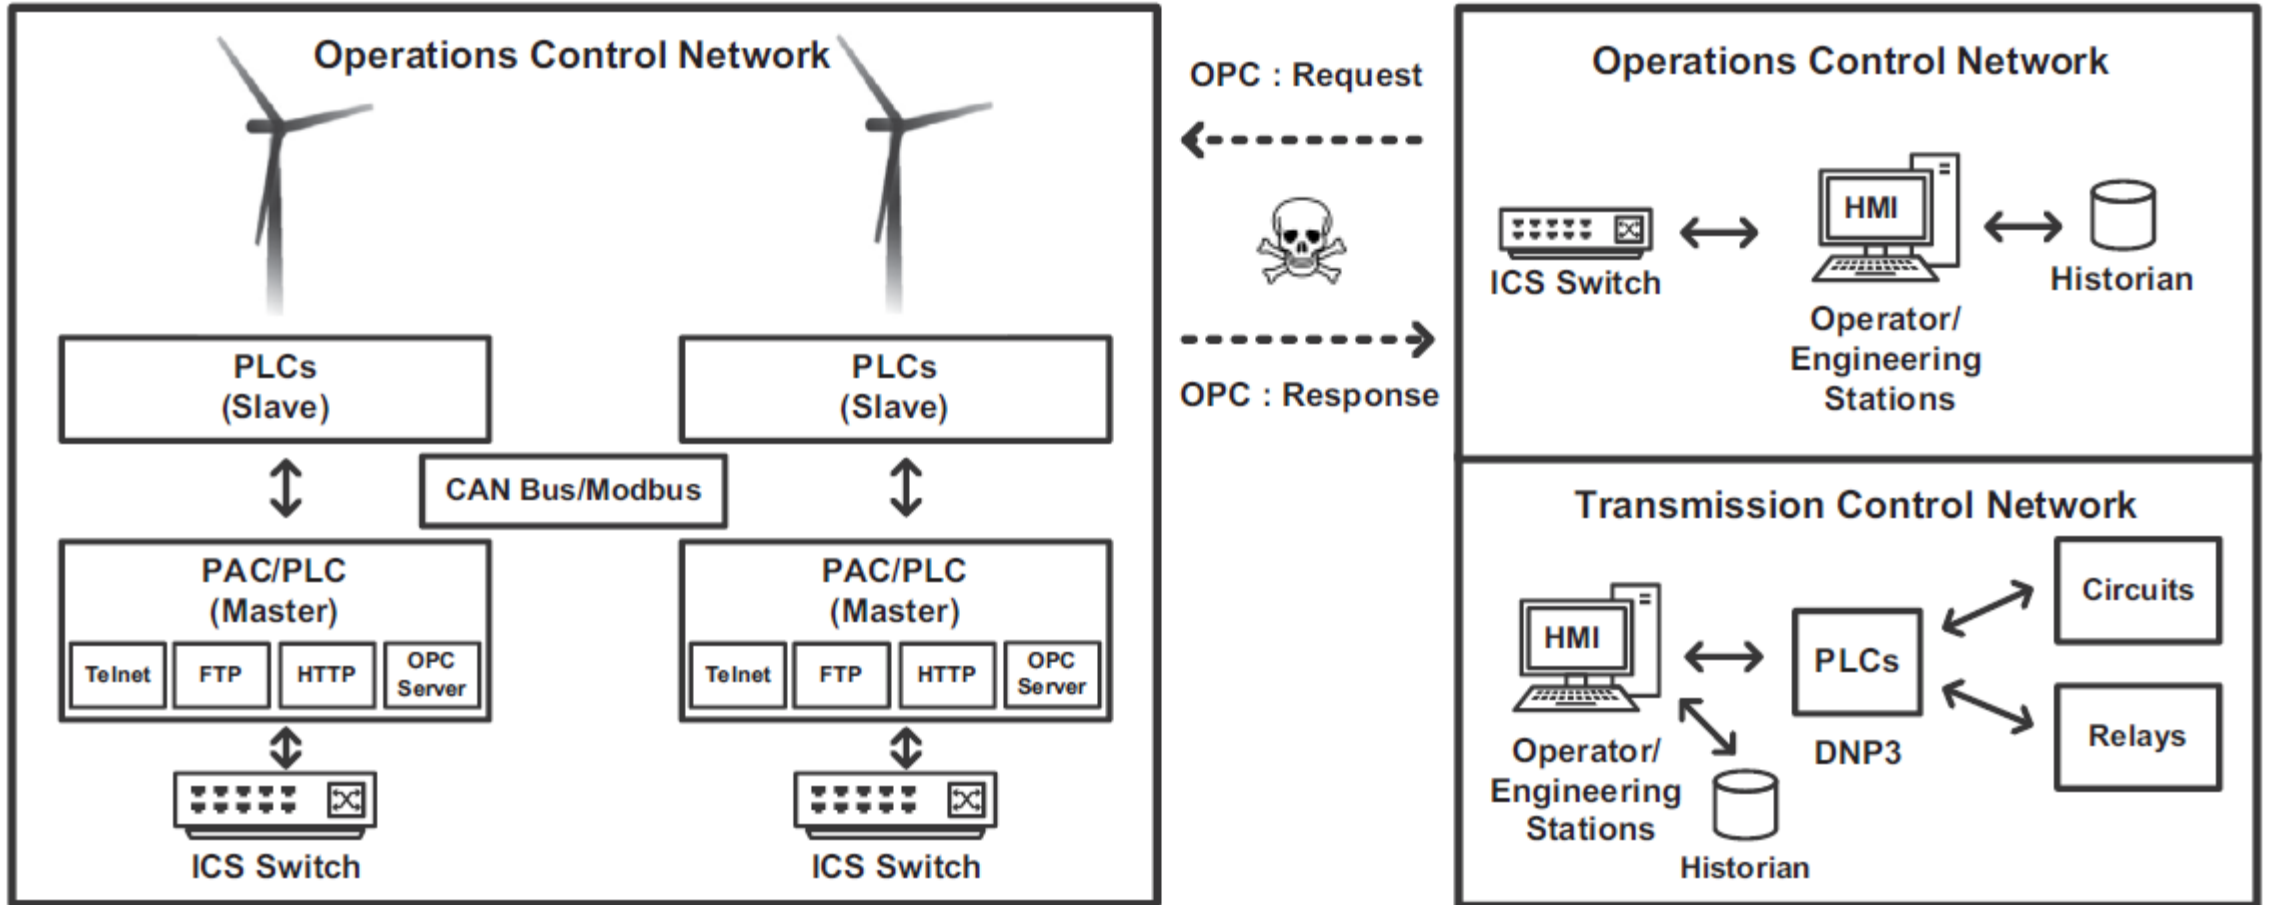 Operations Control Network
PLCs
(Slave)
PLCs
(Slave)
CAN Bus/Modbus
PAC/PLC
(Master)
Telnet
FTP
HTTP
OPC
Server
PAC/PLC
(Master)
Telnet
FTP
HTTP
OPC
Server
ICS Switch
ICS Switch
OPC : Request
OPC : Response
Operations Control Network
ICS Switch
HMI
Operator/
Engineering
Stations
Historian
Transmission Control Network
HMI
Operator/
Engineering
Stations
Historian
PLCs
DNP3
Circuits
Relays